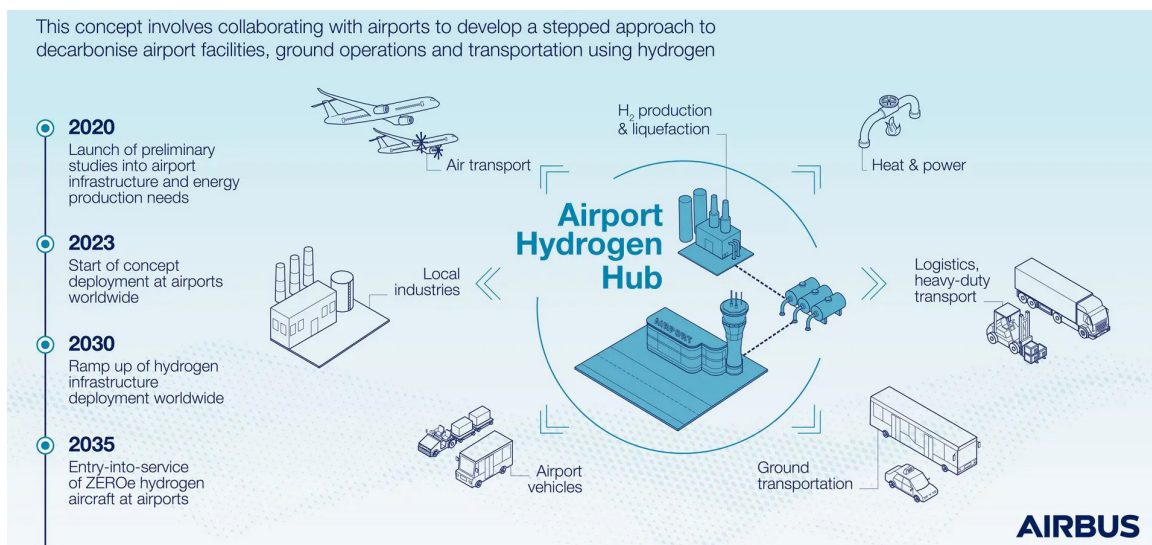 This concept involves collaborating with airports to develop a stepped approach to
decarbonise airport facilities, ground operations and transportation using hydrogen
2020
Launch of preliminary
studies into airport
infrastructure and energy
production needs
2023
Start of concept
deployment at airports
worldwide
2030
Ramp up of hydrogen
infrastructure
deployment worldwide
2035
Entry-into-service
of ZEROe hydrogen
aircraft at airports
Air transport
H₂ production
& liquefaction
Heat & power
Airport
Hydrogen
Hub
Local
industries
AIRPORT
Logistics,
heavy-duty
transport
Airport
vehicles
Ground
transportation
AIRBUS